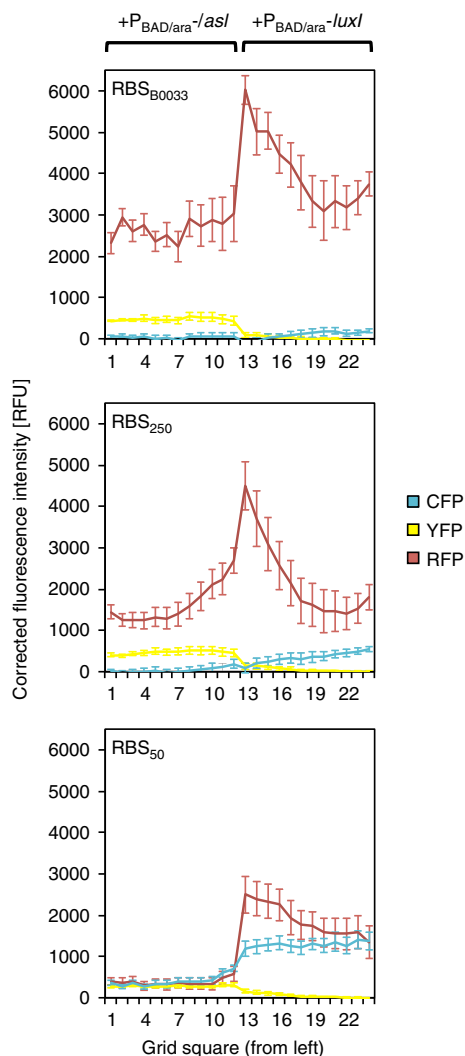 +P_BAD/ara-/asl +P_BAD/ara-luxI
RBS_B0033
6000
5000
4000
3000
2000
1000
0
1 4 7 10 13 16 19 22
Corrected fluorescence intensity [RFU]
RBS_250
6000
5000
4000
3000
2000
1000
0
1 4 7 10 13 16 19 22
CFP
YFP
RFP
RBS_50
6000
5000
4000
3000
2000
1000
0
1 4 7 10 13 16 19 22
Grid square (from left)